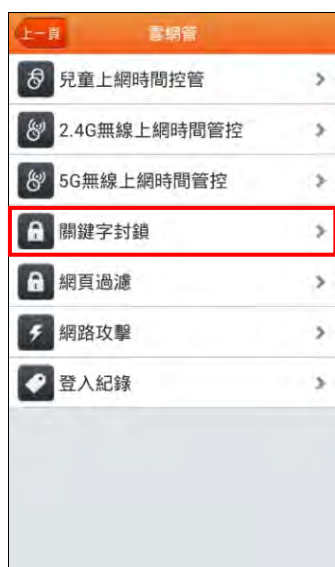 上一頁
雲網管
兒童上網時間控管
2.4G無線上網時間管控
5G無線上網時間管控
關鍵字封鎖
網頁過濾
網路攻擊
登入紀錄